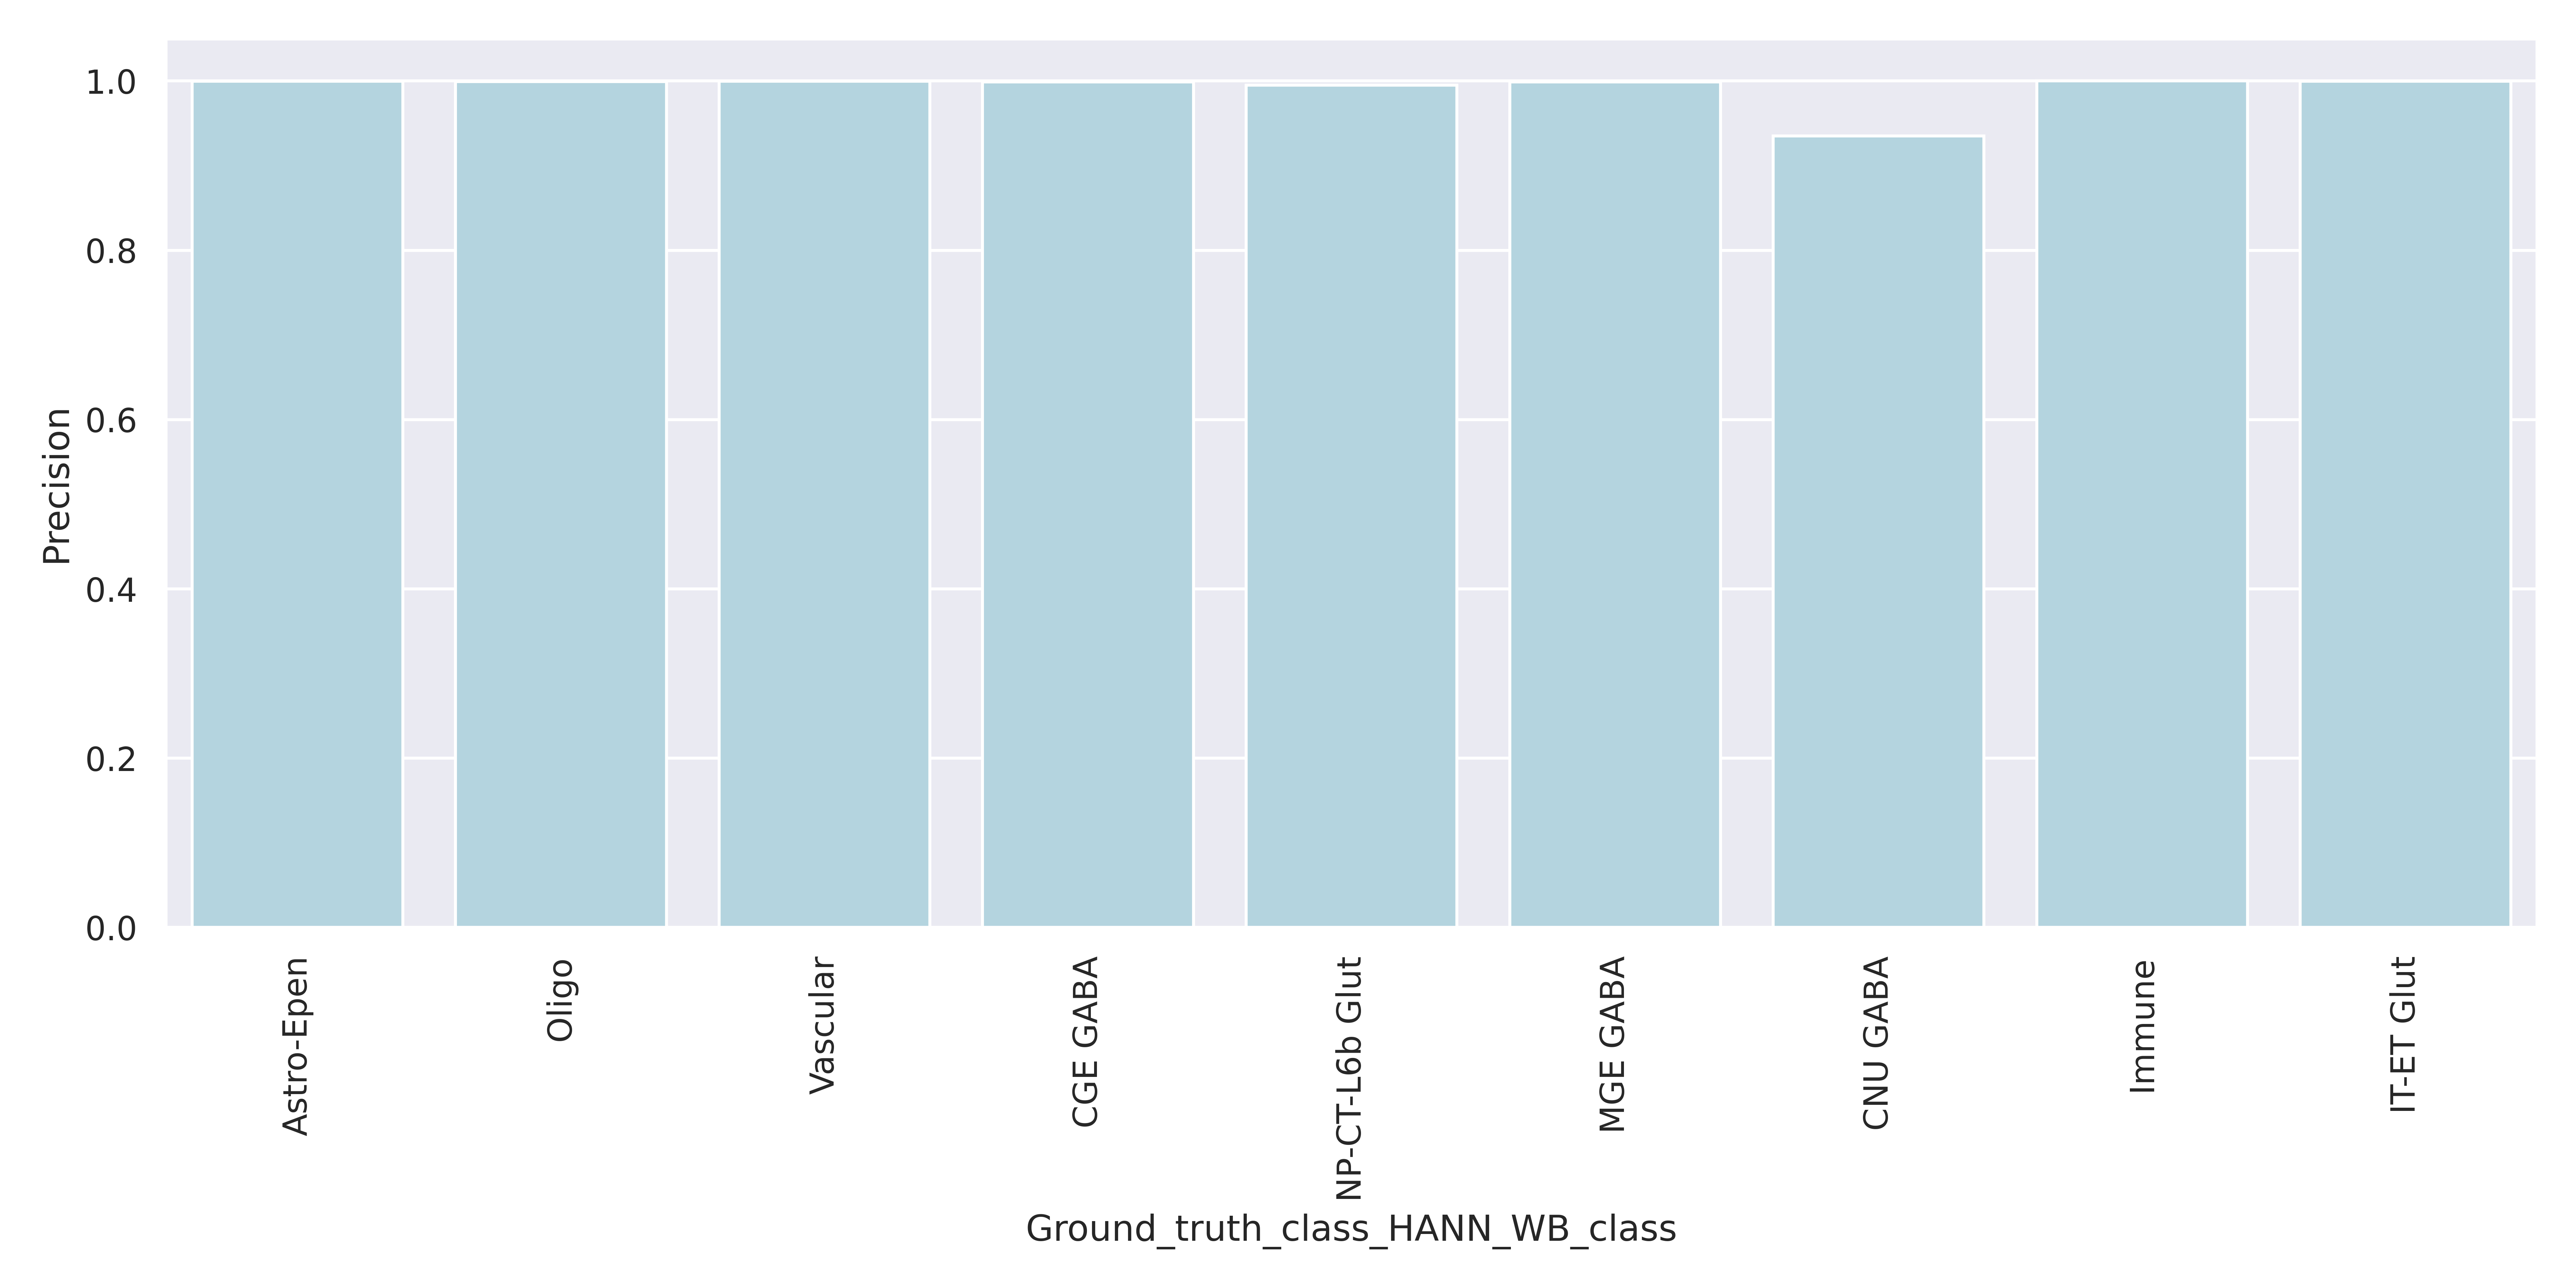 1.0
0.8
0.6
0.4
0.2
0.0
Precision
Astro-Epen
Oligo
Vascular
CGE GABA
NP-CT-L6b Glut
MGE GABA
CNU GABA
Immune
IT-ET Glut
Ground_truth_class_HANN_WB_class